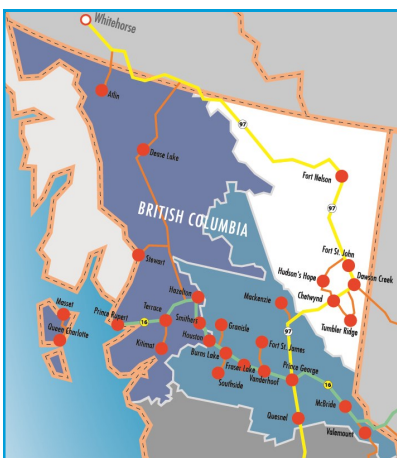 Whitehorse
Atlin
97
Dease Lake
Fort Nelson
97
BRITISH COLUMBIA
Fort St. John
Stewart
Hudson's Hope
Dawson Creek
Hazelton
Mackenzie
Chetwynd
Masset
Terrace
Prince Rupert
Smithers
Granisle
Tumbler Ridge
16
Queen Charlotte
Houston
97
Kitimat
Burns Lake
Fort St. James
Fraser Lake
Prince George
Southside
Vanderhoof
16
McBride
Quesnel
Valemount